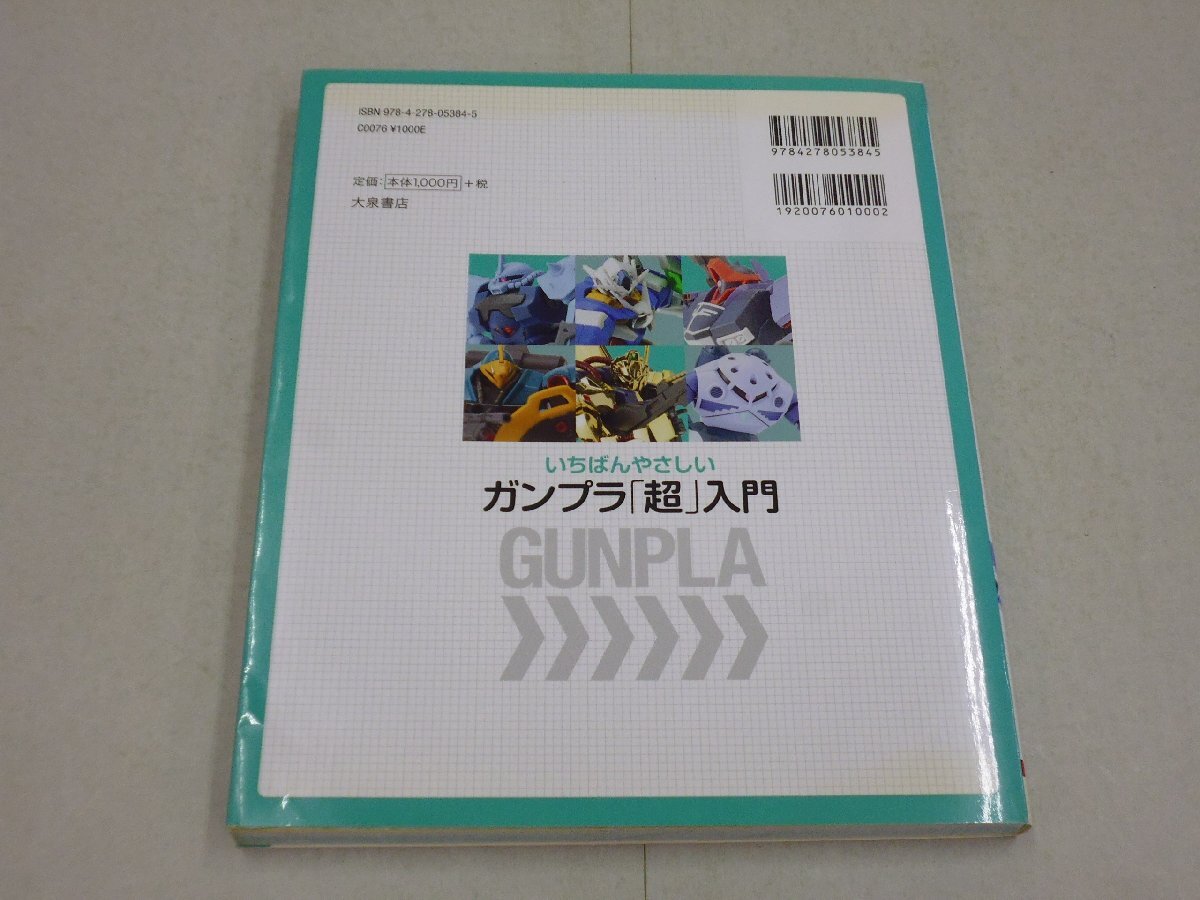 ISBN 978-4-278-05384-5
C0076 ¥1000E
9784278053845
定価: 本体1,000円 +税
1920076010002
大泉書店
いちばんやさしい
ガンプラ「超」入門
GUNPLA